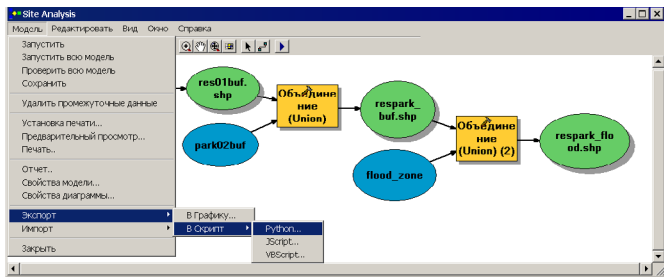 Site Analysis
Модель Редактировать Вид Окно Справка
Запустить
Запустить всю модель
Проверить всю модель
Сохранить
Удалить промежуточные данные
Установка печати...
Предварительный просмотр...
Печать..
Отчет..
Свойства модели...
Свойства диаграммы...
Экспорт
Импорт
Закрыть
В Графику...
В Скрипт
Python...
JScript...
VBScript...
res01buf.
shp
park02buf
Объедине
ние
(Union)
respark_
buf.shp
flood_zone
Объедине
ние
(Union) (2)
respark_flo
od.shp